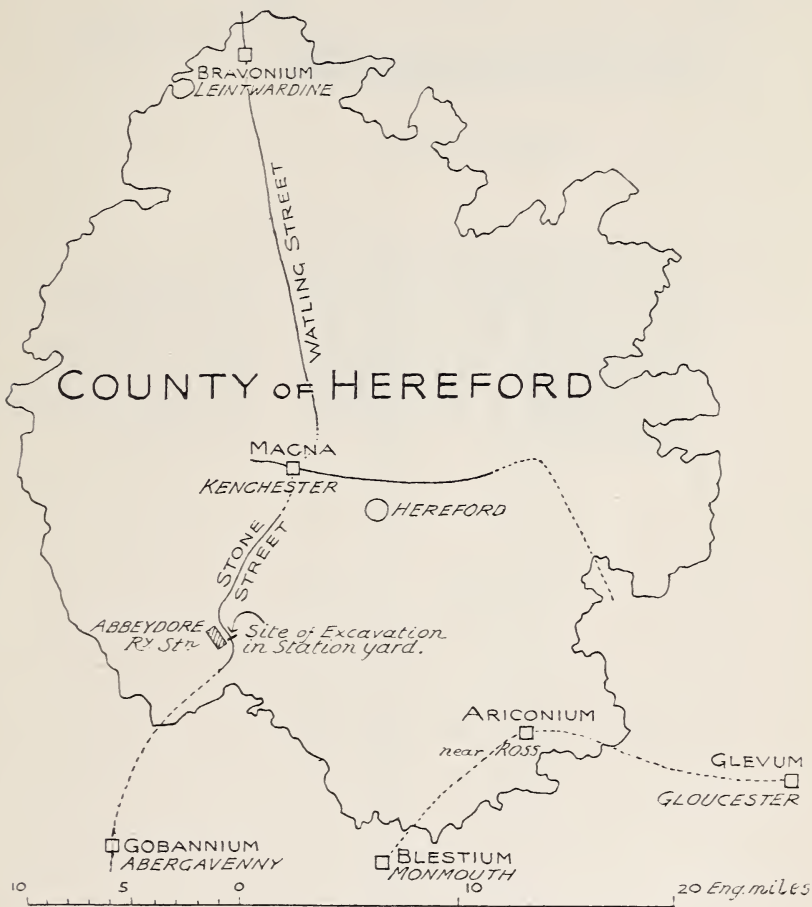 BRAVONIUM
LEINTWARDINE
WATLING STREET
COUNTY OF HEREFORD
MAGNA
KENCHESTER
HEREFORD
STONE
STREET
ABBEYDORE
Ry. Stn
Site of Excavation
in Station yard.
ARICONIUM
near ROSS
GLEVUM
GLOUCESTER
GOBANNIUM
ABERGAVENNY
BLESTIUM
MONMOUTH
10 5 0 10 20 Eng. miles